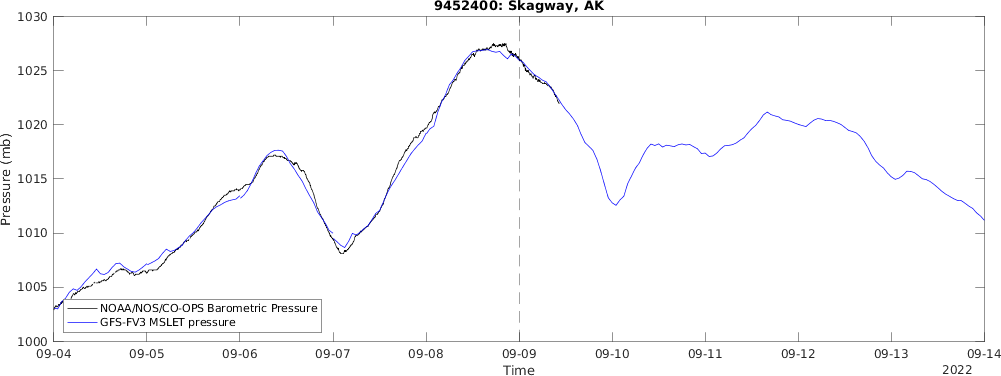 9452400: Skagway, AK
Pressure (mb)
1030
1025
1020
1015
1010
1005
1000
NOAA/NOS/CO-OPS Barometric Pressure
GFS-FV3 MSLET pressure
09-04 09-05 09-06 09-07 09-08 09-09 09-10 09-11 09-12 09-13 09-14
Time
2022